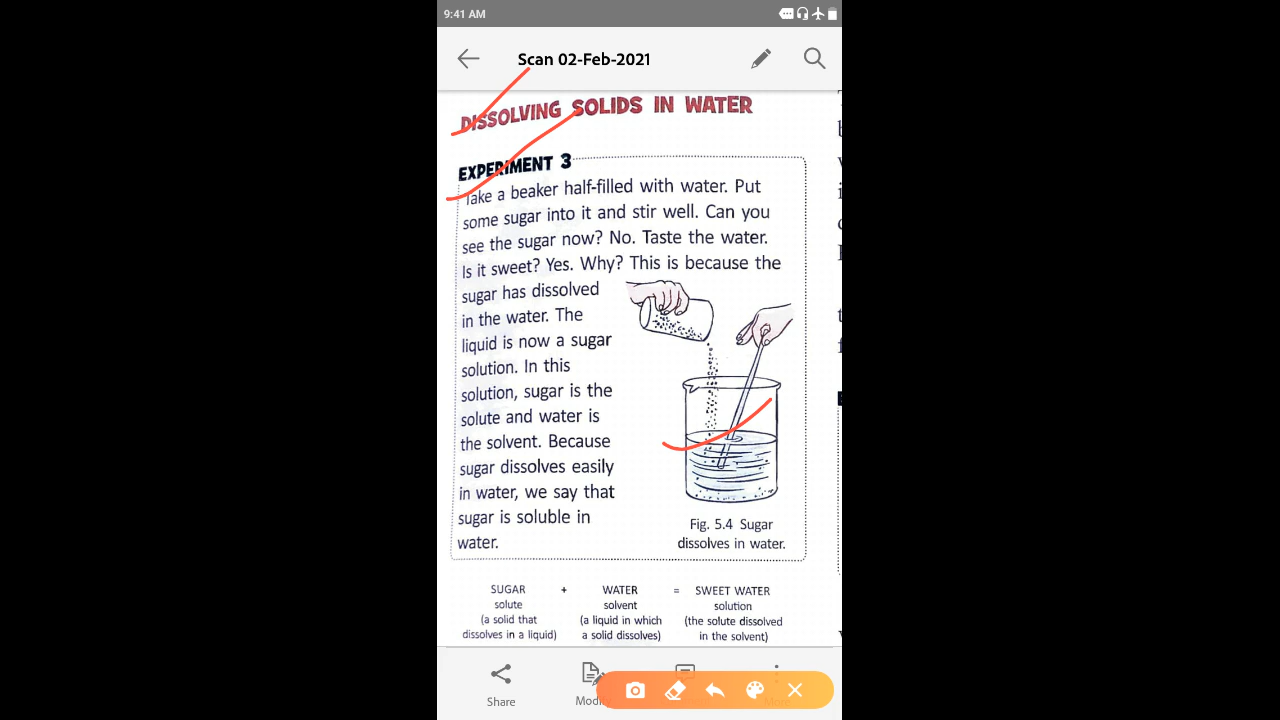 9:41 AM
Scan 02-Feb-2021
DISSOLVING SOLIDS IN WATER
EXPERIMENT 3
Take a beaker half-filled with water. Put
some sugar into it and stir well. Can you
see the sugar now? No. Taste the water.
Is it sweet? Yes. Why? This is because the
sugar has dissolved
in the water. The
liquid is now a sugar
solution. In this
solution, sugar is the
solute and water is
the solvent. Because
sugar dissolves easily
in water, we say that
sugar is soluble in
water.
Fig. 5.4 Sugar
dissolves in water.
SUGAR + WATER = SWEET WATER
solute solvent solution
(a solid that (a liquid in which (the solute dissolved
dissolves in a liquid) a solid dissolves) in the solvent)
Share